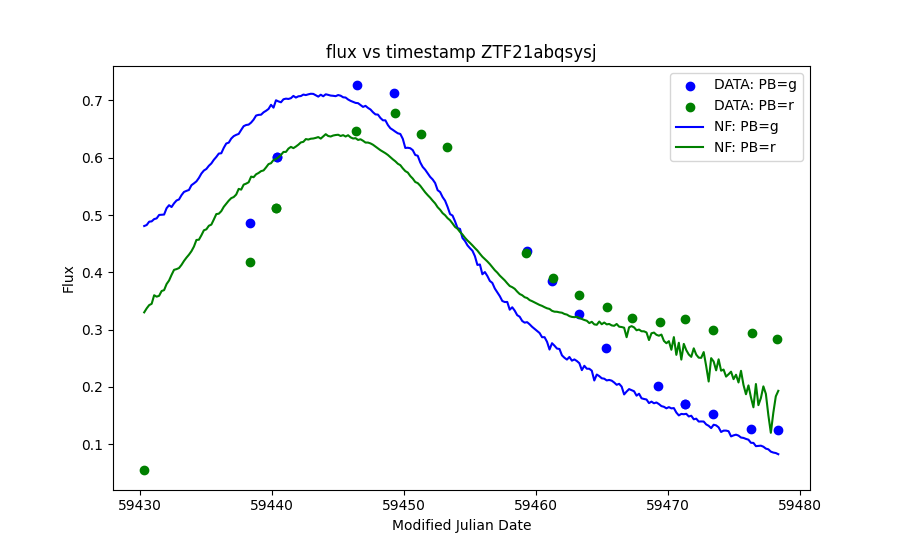 flux vs timestamp ZTF21abqsysj
DATA: PB=g
DATA: PB=r
NF: PB=g
NF: PB=r
Flux
0.7
0.6
0.5
0.4
0.3
0.2
0.1
59430 59440 59450 59460 59470 59480
Modified Julian Date